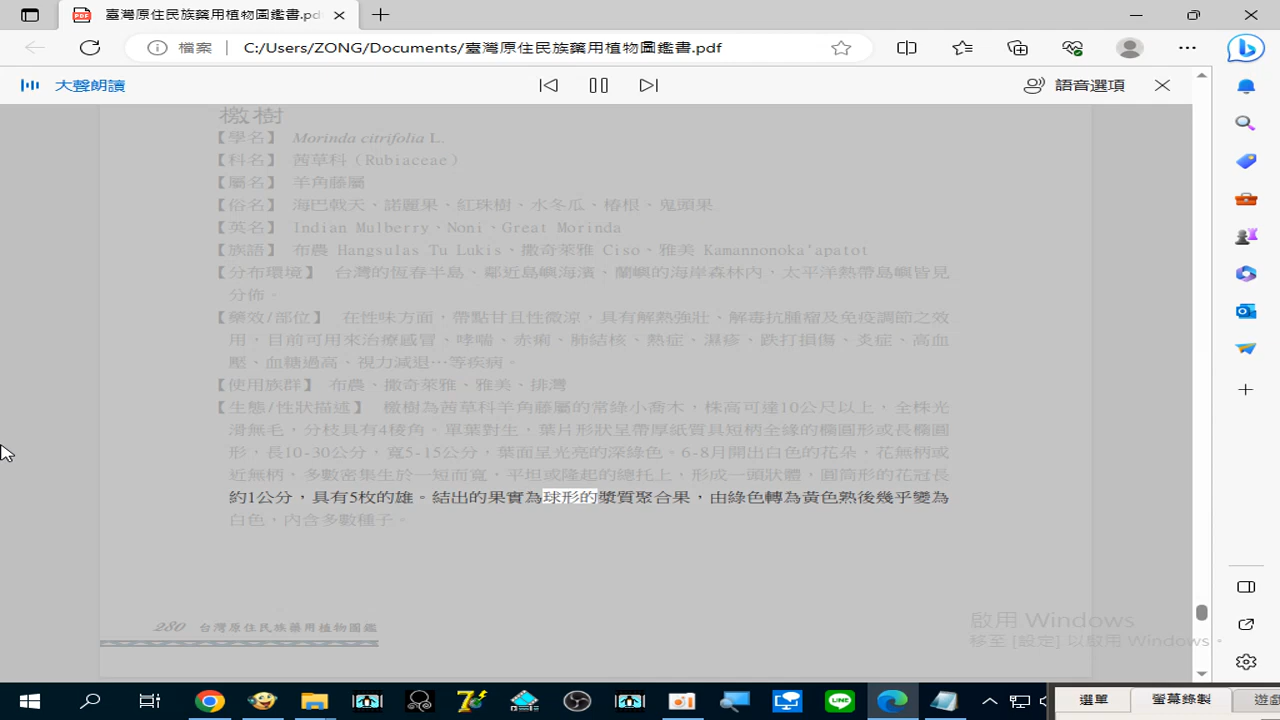 臺灣原住民族藥用植物圖鑑書.pdf
檔案 C:/Users/ZONG/Documents/臺灣原住民族藥用植物圖鑑書.pdf
大聲朗讀 語音選項
檄樹
【學名】 Morinda citrifolia L.
【科名】 茜草科（Rubiaceae）
【屬名】 羊角藤屬
【俗名】 海巴戟天、諾麗果、紅珠樹、水冬瓜、椿根、鬼頭果
【英名】 Indian Mulberry、Noni、Great Morinda
【族語】 布農 Hangsulas Tu Lukis、撒奇萊雅 Ciso、雅美 Kamannonoka'apatot
【分布環境】 台灣的恆春半島、鄰近島嶼海濱、蘭嶼的海岸森林內，太平洋熱帶島嶼皆見
分佈。
【藥效/部位】 在性味方面，帶點甘且性微涼，具有解熱強壯、解毒抗腫瘤及免疫調節之效
用，目前可用來治療感冒、哮喘、赤痢、肺結核、熱症、濕疹、跌打損傷、炎症、高血
壓、血糖過高、視力減退…等疾病。
【使用族群】 布農、撒奇萊雅、雅美、排灣
【生態/性狀描述】 檄樹為茜草科羊角藤屬的常綠小喬木，株高可達10公尺以上，全株光
滑無毛，分枝具有4稜角。單葉對生，葉片形狀呈帶厚紙質具短柄全緣的橢圓形或長橢圓
形，長10-30公分、寬5-15公分，葉面呈光亮的深綠色。6-8月開出白色的花朵，花無柄或
近無柄，多數密集生於一短而寬，平坦或隆起的總托上，形成一頭狀體，圓筒形的花冠長
約1公分，具有5枚的雄。結出的果實為球形的漿質聚合果，由綠色轉為黃色熟後幾乎變為
白色，內含多數種子。
280 台灣原住民族藥用植物圖鑑
啟用 Windows
移至 [設定] 以啟用 Windows。
選單 螢幕錄製